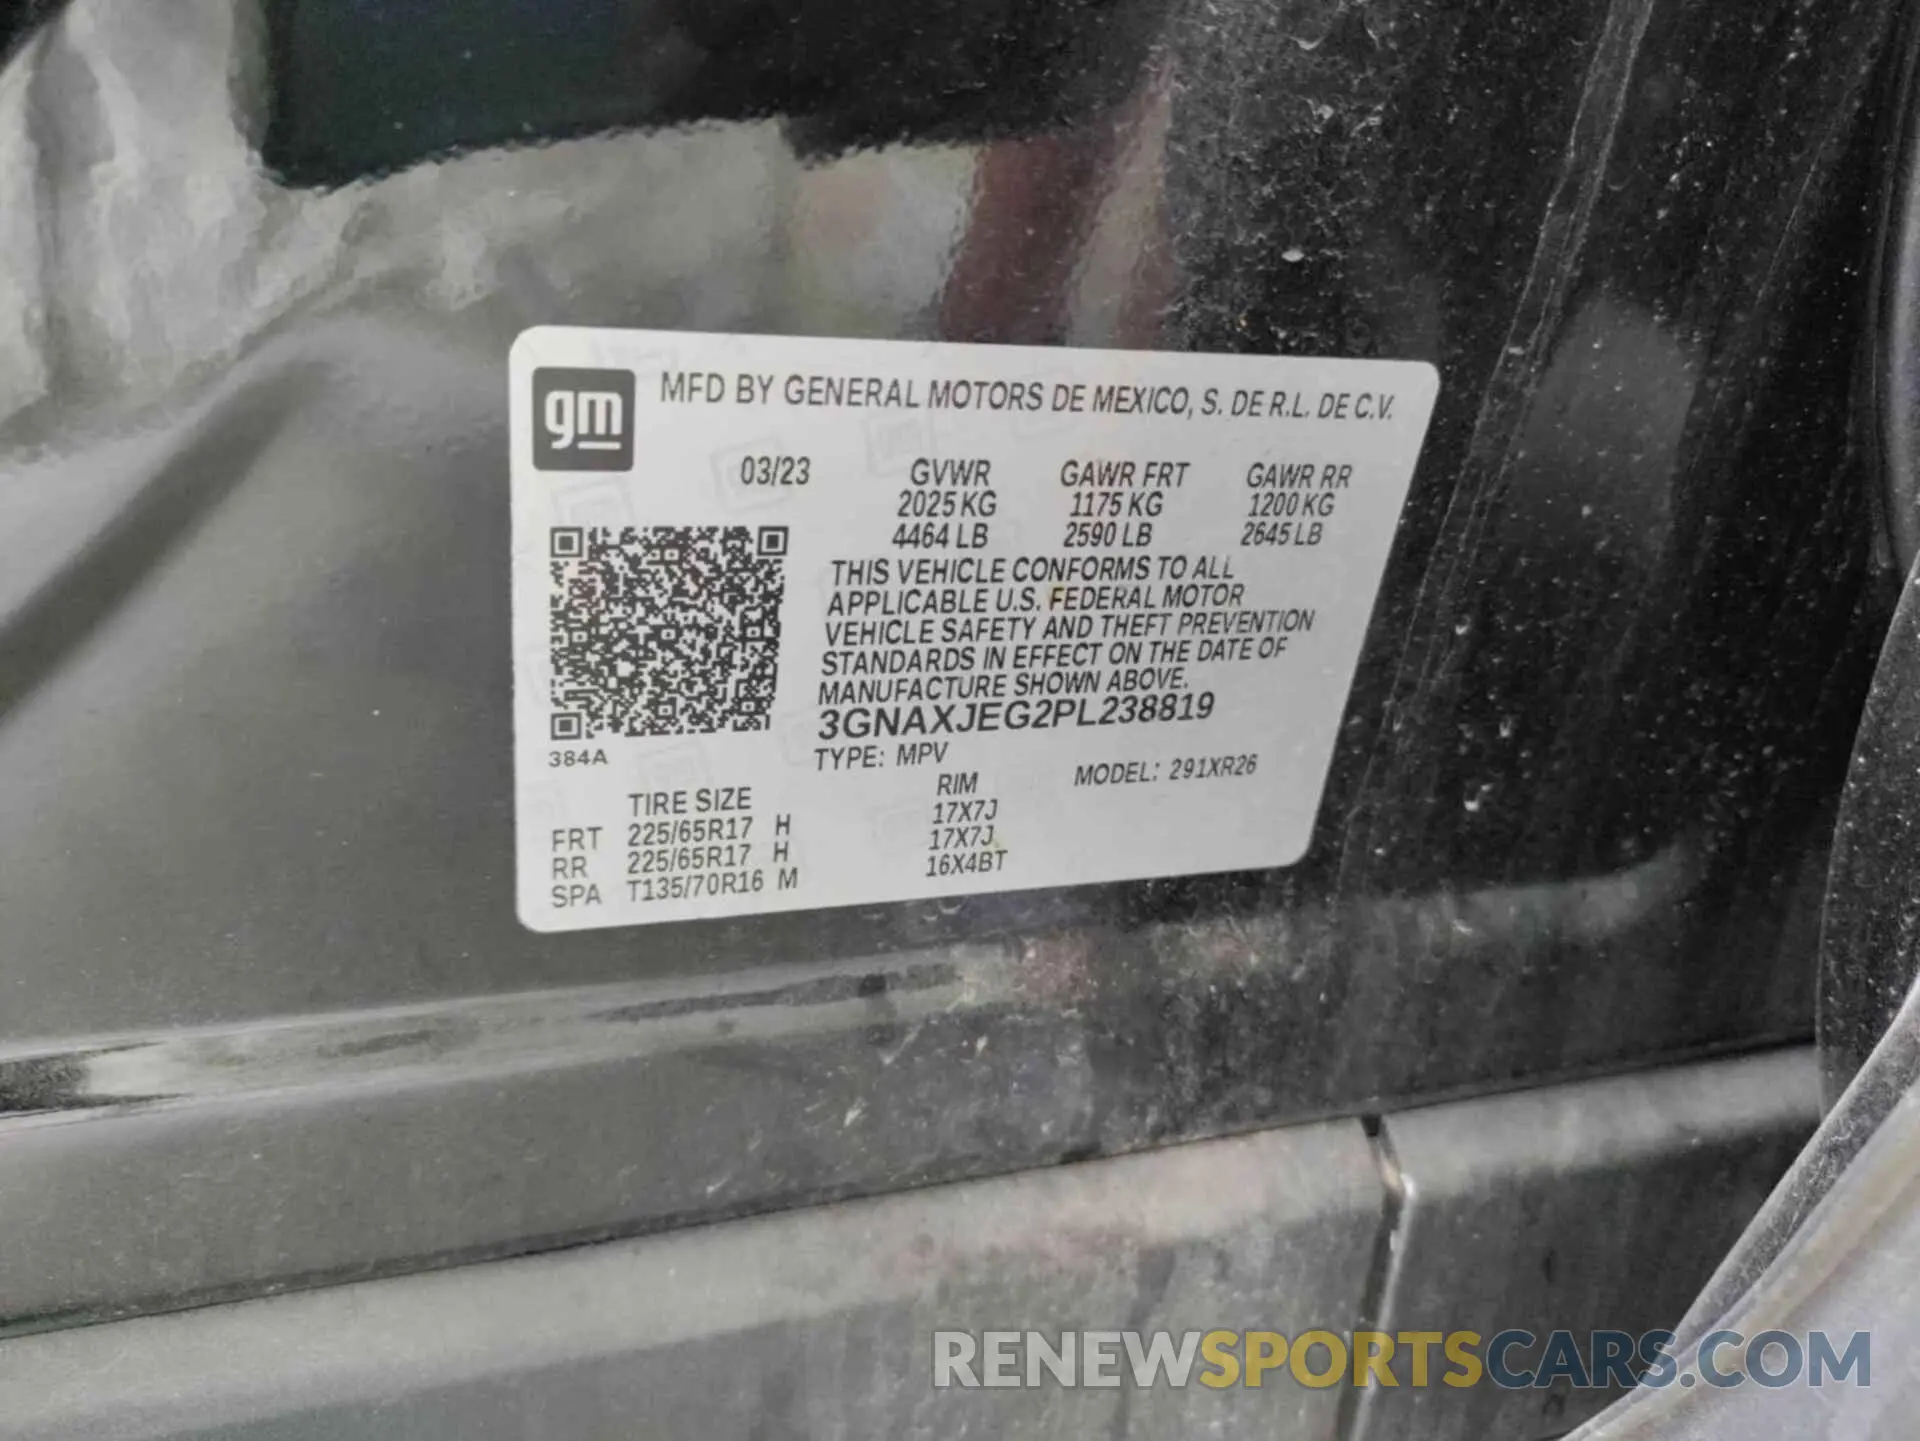 gm
MFD BY GENERAL MOTORS DE MEXICO, S. DE R.L. DE C.V.
03/23 GVWR GAWR FRT GAWR RR
2025 KG 1175 KG 1200 KG
4464 LB 2590 LB 2645 LB
THIS VEHICLE CONFORMS TO ALL
APPLICABLE U.S. FEDERAL MOTOR
VEHICLE SAFETY AND THEFT PREVENTION
STANDARDS IN EFFECT ON THE DATE OF
MANUFACTURE SHOWN ABOVE.
3GNAXJEG2PL238819
384A
TYPE: MPV MODEL: 291XR26
TIRE SIZE RIM
FRT 225/65R17 H 17X7J
RR 225/65R17 H 17X7J
SPA T135/70R16 M 16X4BT
RENEWSPORTSCARS.COM